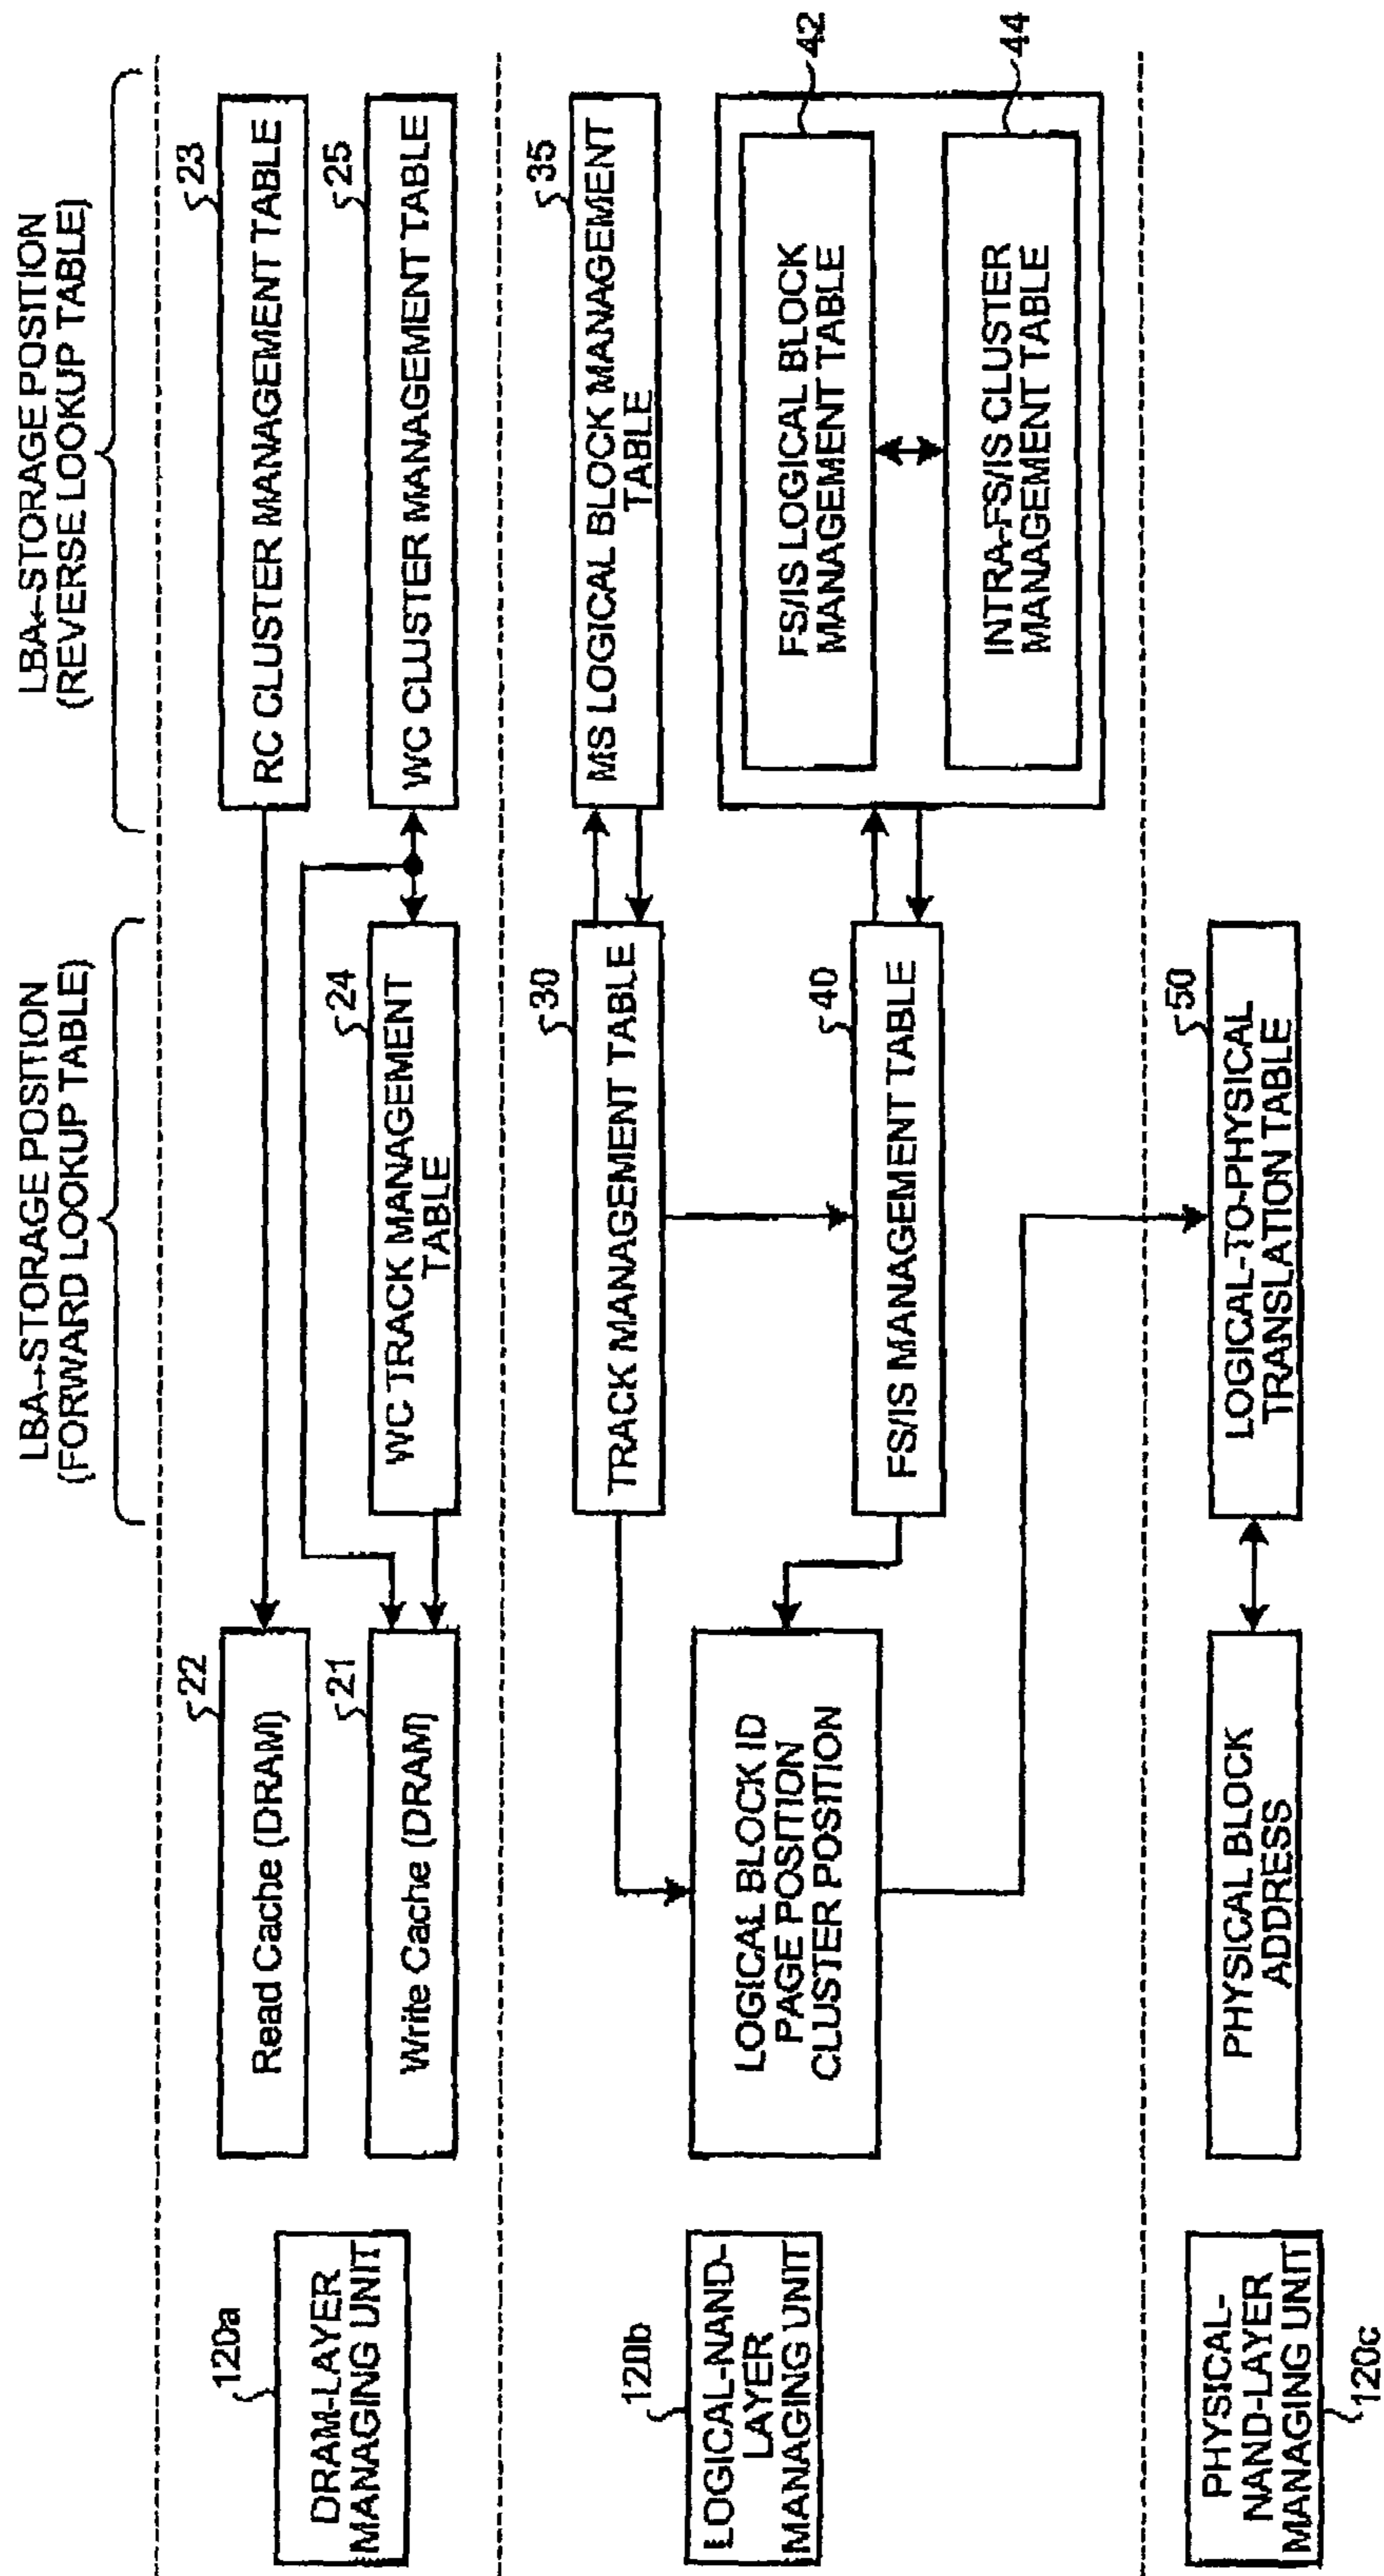 LBA→STORAGE POSITION
(FORWARD LOOKUP TABLE)
LBA←STORAGE POSITION
(REVERSE LOOKUP TABLE)
120a
DRAM-LAYER
MANAGING UNIT
22
Read Cache (DRAM)
23
RC CLUSTER MANAGEMENT TABLE
21
Write Cache (DRAM)
24
WC TRACK MANAGEMENT
TABLE
25
WC CLUSTER MANAGEMENT TABLE
120b
LOGICAL-NAND-
LAYER
MANAGING UNIT
30
TRACK MANAGEMENT TABLE
35
MS LOGICAL BLOCK MANAGEMENT
TABLE
LOGICAL BLOCK ID
PAGE POSITION
CLUSTER POSITION
40
FS/IS MANAGEMENT TABLE
FS/IS LOGICAL BLOCK
MANAGEMENT TABLE
42
INTRA-FS/IS CLUSTER
MANAGEMENT TABLE
44
PHYSICAL-
NAND-LAYER
MANAGING UNIT
120c
PHYSICAL BLOCK
ADDRESS
50
LOGICAL-TO-PHYSICAL
TRANSLATION TABLE